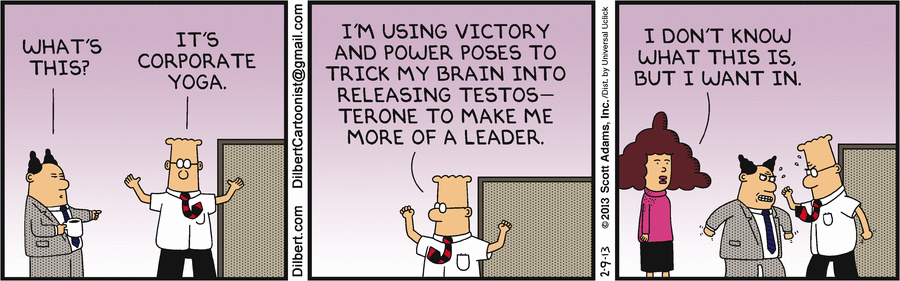 WHAT'S
THIS?
IT'S
CORPORATE
YOGA.
Dilbert.com DilbertCartoonist@gmail.com
I'M USING VICTORY
AND POWER POSES TO
TRICK MY BRAIN INTO
RELEASING TESTOS—
TERONE TO MAKE ME
MORE OF A LEADER.
2-9-13 ©2013 Scott Adams, Inc./Dist. by Universal Uclick
I DON'T KNOW
WHAT THIS IS,
BUT I WANT IN.